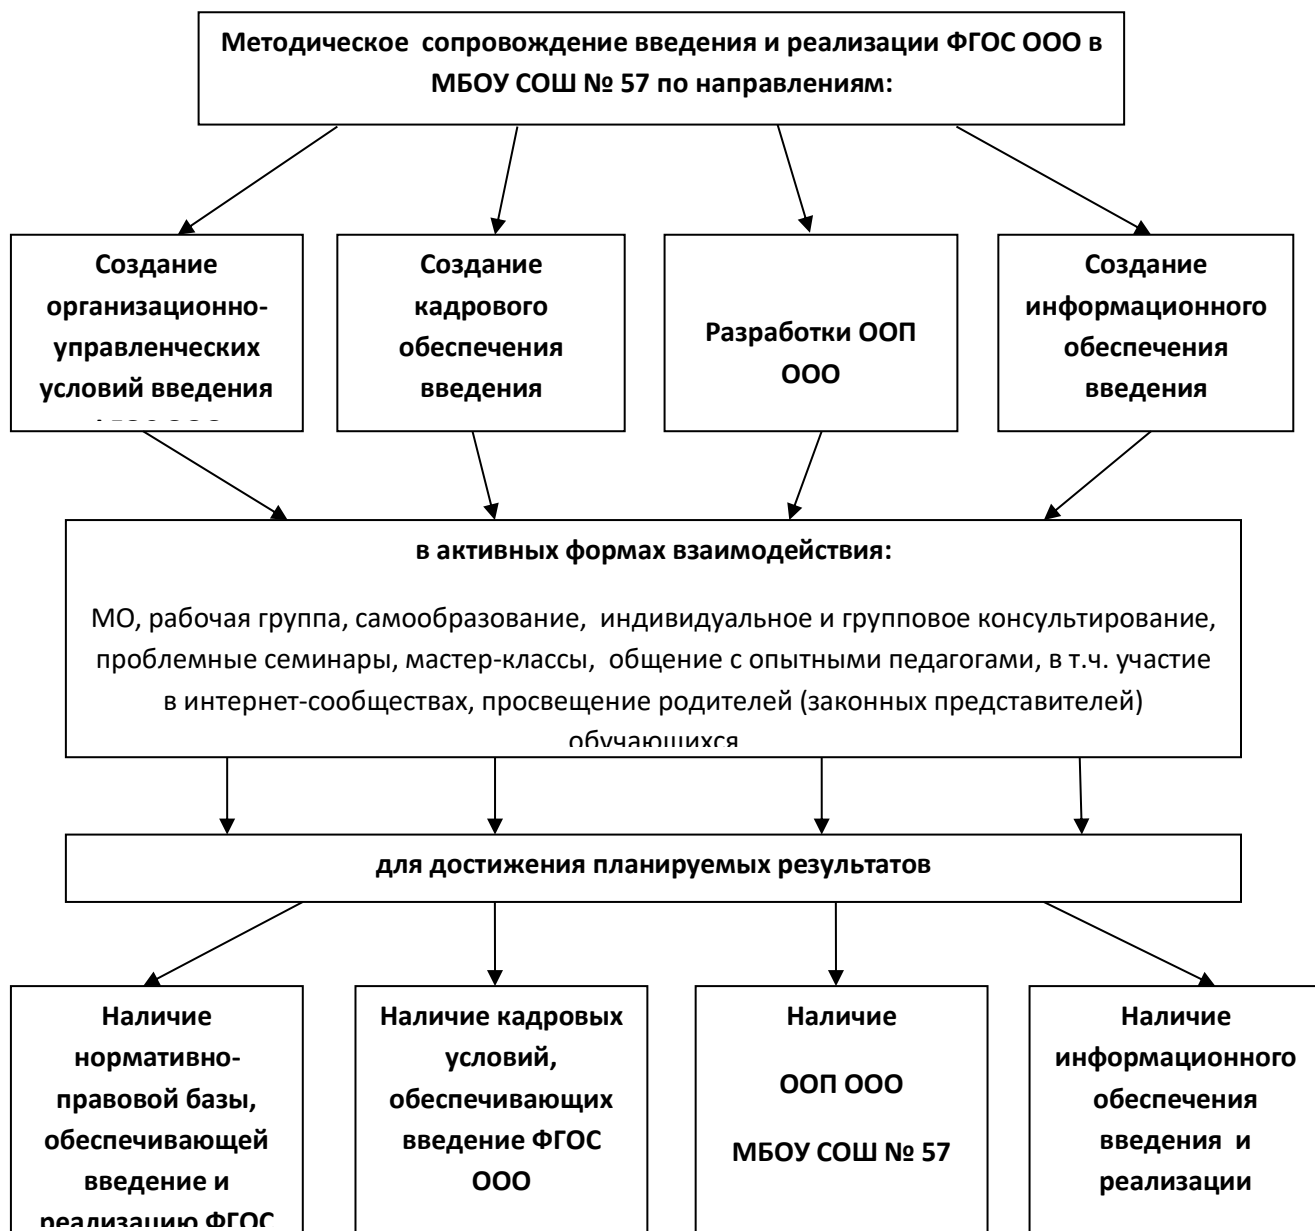 Методическое сопровождение введения и реализации ФГОС ООО в
МБОУ СОШ № 57 по направлениям:
Создание
организационно-
управленческих
условий введения
Создание
кадрового
обеспечения
введения
Разработки ООП
ООО
Создание
информационного
обеспечения
введения
в активных формах взаимодействия:
МО, рабочая группа, самообразование, индивидуальное и групповое консультирование,
проблемные семинары, мастер-классы, общение с опытными педагогами, в т.ч. участие
в интернет-сообществах, просвещение родителей (законных представителей)
обучающихся
для достижения планируемых результатов
Наличие
нормативно-
правовой базы,
обеспечивающей
введение и
реализацию ФГОС
Наличие кадровых
условий,
обеспечивающих
введение ФГОС
ООО
Наличие
ООП ООО
МБОУ СОШ № 57
Наличие
информационного
обеспечения
введения и
реализации